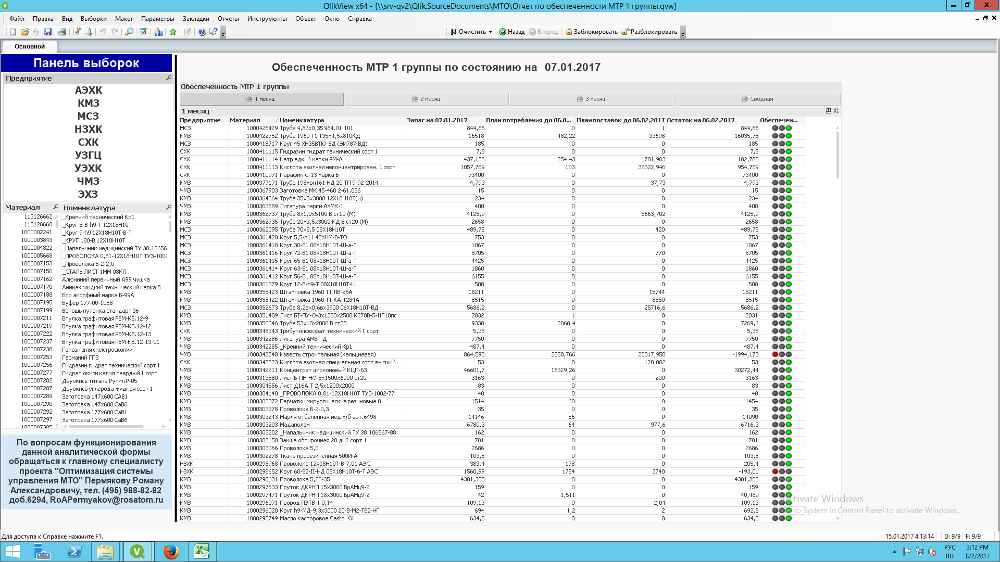 QlikView x64 - [\\srv-qv2\Qlik.SourceDocuments\МТО\Отчет по обеспеченности МТР 1 группы.qvw]
Файл Правка Вид Выборки Макет Параметры Закладки Отчеты Инструменты Объект Окно Справка
Очистить Назад Вперед Заблокировать Разблокировать
Основной
Панель выборок
Предприятие
АЭХК
КМЗ
МСЗ
НЗХК
СХК
УЗГЦ
УЭХК
ЧМЗ
ЭХЗ
Материал Номенклатура
113126662 _Кремний технический Кр1
113126668 _Круг 5-В-h9-Т 12Х18Н10Т
1000002241 _Круг 9-h9 12Х18Н10Т-В-Т
1000003843 _КРУГ 180-В 12Х18Н10Т
1000004822 _Напальчник медицинский ТУ 38.10656
1000005668 _ПРОВОЛОКА 0,81-12Х18Н10Т ТУ3-1002
1000007153 _Проволока Б-2-2,0
1000007156 _СТАЛЬ ЛИСТ 1ММ 08КП
1000007162 Алюминий первичный А99 чушка
1000007170 Аммиак жидкий технический марка Б
1000007188 Бор аморфный марка Б-99А
1000007195 Буфер 177-00-1058
1000007199 Ветошь путанка стандарт 36
1000007211 Втулка графитовая РБМ-К5.12-9
1000007219 Втулка графитовая РБМ-К5.12-12
1000007222 Втулка графитовая РБМ-К5.12-13
1000007237 Втулка графитовая РБМ-К5.12-13-01
1000007238 Гексан для спектроскопии
1000007253 Германий ГПЗ
1000007256 Гидразин гидрат технический сорт 1
1000007277 Гидрат окиси калия твердый 1 сорт
1000007282 Двуокись титана Рутил Р-05
1000007287 Двуокись углерода жидкая сорт 1
1000007289 Заготовка 147х600 САВ1
1000007290 Заготовка 147х600 СаВ6
1000007292 Заготовка 177х600 САВ1
1000007297 Заготовка 177х600 СаВ6
1000007305
По вопросам функционирования
данной аналитической формы
обращаться к главному специалисту
проекта "Оптимизация системы
управления МТО" Пермякову Роману
Александровичу, тел. (495) 988-82-82
доб.6294, RoAPermyakov@rosatom.ru
Обеспеченность МТР 1 группы по состоянию на 07.01.2017
Обеспеченность МТР 1 группы
1 месяц 2 месяц 3 месяц Сводная
1 месяц XL
Предприятие Материал Номенклатура Запас на 07.01.2017 План потребления до 06.0... План поставок до 06.02.2017 Остаток на 06.02.2017 Обеспечен...
МСЗ 1000426429 Труба 4,83х0,35 964.01.101 844,66 0 1 844,66
КМЗ 1000422752 Труба 1960 Т1 135х4,5х810КД 16518 482,22 33698 16035,78
МСЗ 1000418717 Круг 45 ХН35ВТЮ-ВД (ЭИ787-ВД) 185 0 0 185
СХК 1000411115 Гидразин гидрат технический сорт 1 7,8 0 0 7,8
СХК 1000411114 Натр едкий марки РМ-А 437,135 254,43 1701,983 182,705
СХК 1000411113 Кислота азотная неконцентрирован. 1 сорт 1057,759 103 32322,946 954,759
СХК 1000410971 Парафин С-13 марка Б 73400 0 0 73400
КМЗ 1000377171 Труба 198хвн161 НД 20 ТП 9-92-2014 4,793 0 37,73 4,793
ЧМЗ 1000367903 Заготовка МК 45-460 2-61.056 15 0 0 15
КМЗ 1000364864 Труба 35х3х3000 12Х18Н10Т(м) 234 0 0 234
ЧМЗ 1000363889 Лигатура марки АХМК-1 400 0 0 400
КМЗ 1000362737 Труба 8х1,0х5100 В ст10 (М) 4125,9 0 5663,702 4125,9
КМЗ 1000362735 Труба 20х3,5х3000 КД В ст20 (М) 2658 0 0 2658
МСЗ 1000362395 Труба 70х8,5 08Х18Н10Т 489,75 0 420 489,75
МСЗ 1000361420 Круг 5,5-h11 42ХНМ-В-ТО 753 0 0 753
МСЗ 1000361418 Круг 30-В1 08Х18Н10Т-Ш-а-Т 1067 0 0 1067
МСЗ 1000361416 Круг 72-В1 08Х18Н10Т-Ш-а-Т 8705 0 770 8705
МСЗ 1000361415 Круг 65-В1 08Х18Н10Т-Ш-а-Т 4425 0 0 4425
МСЗ 1000361414 Круг 63-В1 08Х18Н10Т-Ш-а-Т 1860 0 0 1860
МСЗ 1000361412 Круг 56-В1 08Х18Н10Т-Ш-а-Т 6155 0 0 6155
МСЗ 1000361379 Круг 12-В-h9-Т 08Х18Н10Т-Ш 508 0 0 508
КМЗ 1000358423 Штамповка 1960 Т1 ЛВ-25А 18211 0 15744 18211
КМЗ 1000358422 Штамповка 1960 Т1 КА-1284А 8515 0 8850 8515
МСЗ 1000352673 Труба 8,2вх0,6вх3900 06Х18Н10Т-ВД 5686,2 0 25716,6 5686,2
КМЗ 1000351489 Лист БТ-ПУ-О-3х1250х2500 К270В-5-IIГ10пс 2032 1 0 2031
КМЗ 1000350046 Труба 53х10х2000 В ст35 9338 2068,4 0 7269,6
СХК 1000348343 Трибутилфосфат технический 1 сорт 5,35 0 0 5,35
ЧМЗ 1000342286 Лигатура АМВТ-Д 7750 0 0 7750
ЧМЗ 1000342285 _Кремний технический Кр1 487,4 0 0 487,4
ЧМЗ 1000342248 Известь строительная (кальциевая) 864,593 2858,766 25017,958 -1994,173
СХК 1000342223 Кислота азотная специальная сорт высший 53 0 120,002 53
ЧМЗ 1000342211 Концентрат цирконовый КЦП-63 46601,7 16329,26 0 30272,44
КМЗ 1000313880 Лист Б-ПН-НО-8х1500х6000 ст20 3163 0 200 3163
КМЗ 1000304556 Лист Д16А.Т 2,5х1200х2000 83 0 0 83
КМЗ 1000304140 _ПРОВОЛОКА 0,81-12Х18Н10Т ТУ3-1002-77 40 0 0 40
КМЗ 1000303372 Перчатки хирургические резиновые 8 1514 60 0 1454
КМЗ 1000303278 Проволока Б-2-0,3 35 0 0 35
КМЗ 1000303243 Марля отбеленная мед х/б арт.6498 14146 56 0 14090
КМЗ 1000303203 Мадаполам 6780,3 64 977,6 6716,3
КМЗ 1000303202 _Напальчник медицинский ТУ 38.106567-88 162 0 0 162
КМЗ 1000303150 Замша обтирочная 20 дм2 сорт 1 701 0 0 701
КМЗ 1000303066 Проволока 5,0 2686 0 0 2686
КМЗ 1000302278 Ткань прорезиненная 500И-А 103,8 0 0 103,8
НЗХК 1000298968 Проволока 12Х18Н10Т-В-7,01 АЭС 383,4 178 0 205,4
НЗХК 1000298652 Круг 60-В2-II-НД 08Х18Н10Т-б-Т АЭС 1560,99 1754 3740 -193,01
КМЗ 1000298631 Проволока 5,25-35 4381,385 0 0 4381,385
КМЗ 1000297533 Пруток ДКРНП 15х3000 БрАМц9-2 159 0 0 159
КМЗ 1000297471 Пруток ДКРНП 18х3000 БрАМц9-2 42 1,511 0 40,489
КМЗ 1000296071 Провод ПЭТВ-1 0,14 109,13 0 2,04 109,13
КМЗ 1000296020 Круг h9-МД-9,3х3000 20-В-М2-ТВ2-НГ 694 1,2 2 692,8
КМЗ 1000295749 Масло касторовое Castor Oil 634,5 0 0 634,5
Activate Windows
to System in Control Panel to activate Windows.
Для доступа к Справке нажмите F1.
15.01.2017 4:13:14 D: 9/9 F: 9/9
РУС 3:12 PM
RU 8/2/2017